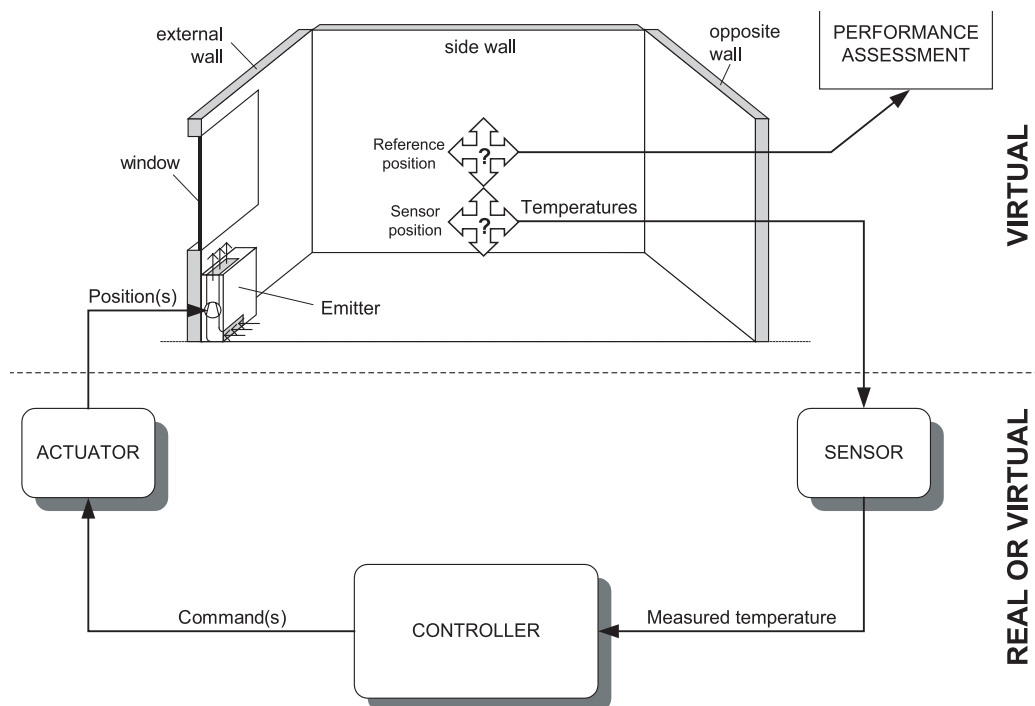 external
wall
side wall
opposite
wall
PERFORMANCE
ASSESSMENT
window
Reference
position
?
Sensor
position
?
Temperatures
VIRTUAL
Position(s)
Emitter
ACTUATOR
SENSOR
REAL OR VIRTUAL
Command(s)
CONTROLLER
Measured temperature